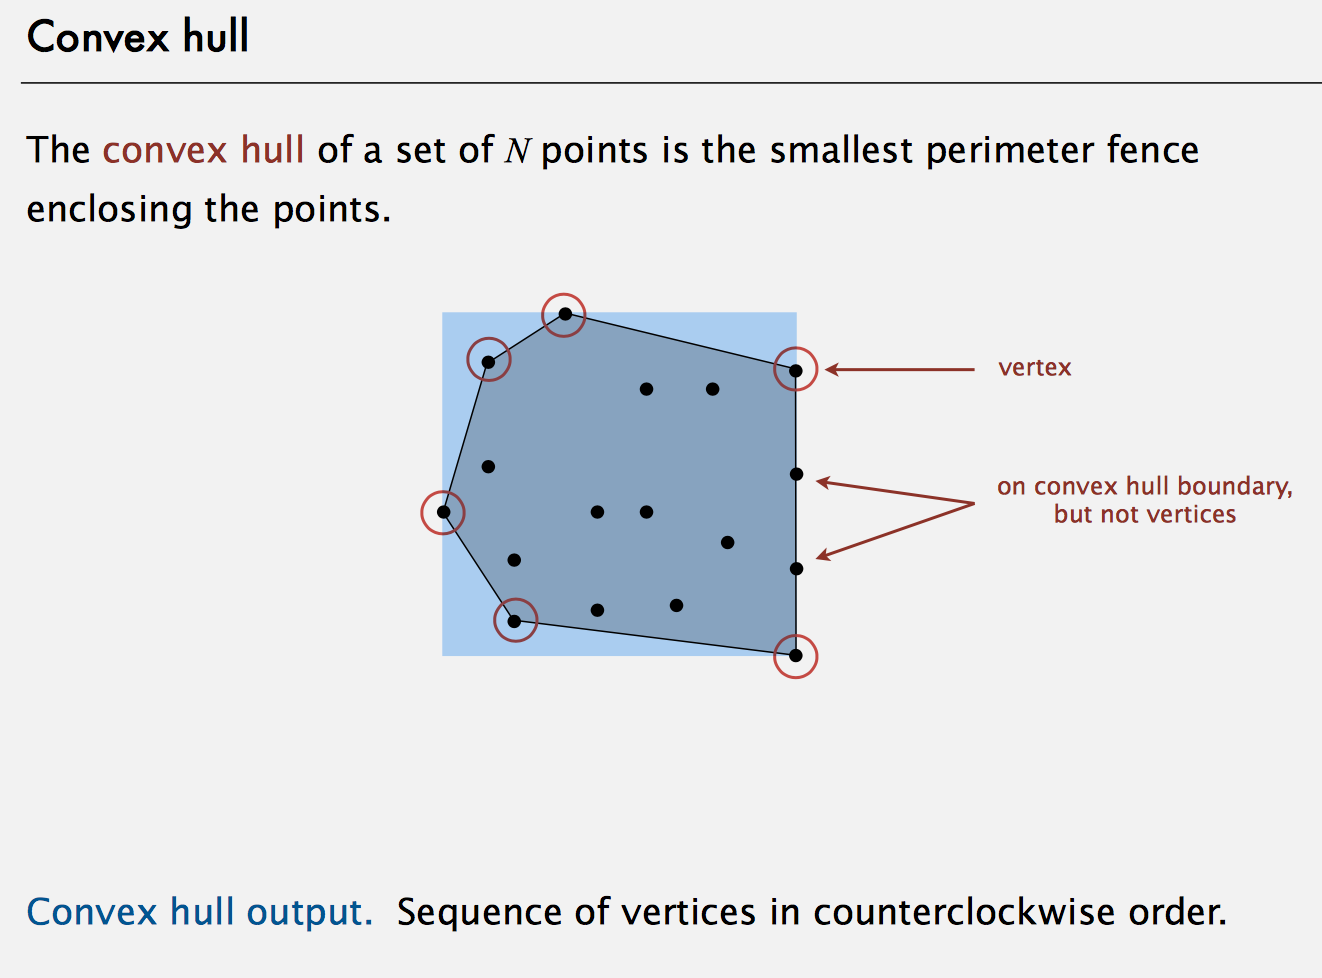 Convex hull
The convex hull of a set of N points is the smallest perimeter fence
enclosing the points.
vertex
on convex hull boundary,
but not vertices
Convex hull output. Sequence of vertices in counterclockwise order.